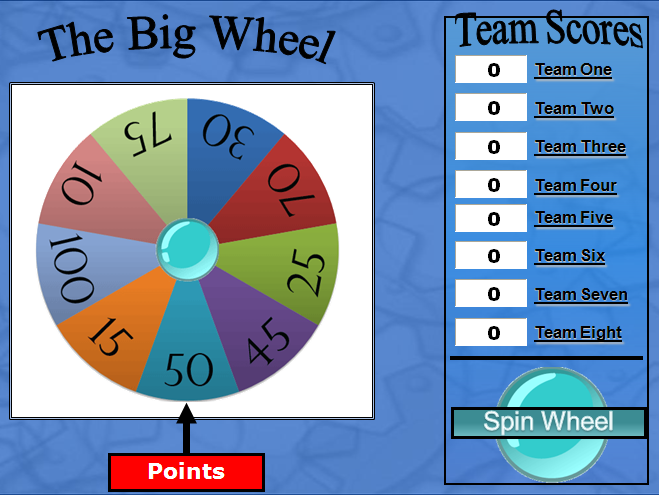 The Big Wheel
75
30
10
70
100
25
15
45
50
Points
Team Scores
0 Team One
0 Team Two
0 Team Three
0 Team Four
0 Team Five
0 Team Six
0 Team Seven
0 Team Eight
Spin Wheel